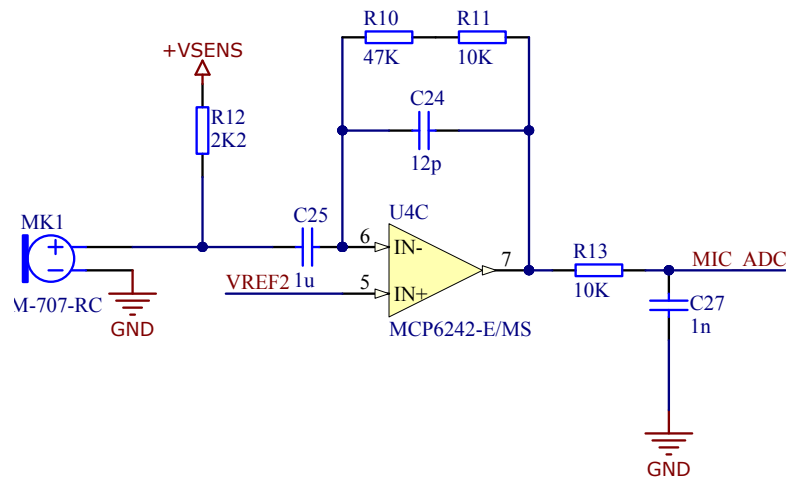 R10
R11
47K
10K
+VSENS
C24
R12
2K2
12p
MK1
C25
U4C
6
IN-
7
R13
MIC_ADC
VREF2
1u
5
IN+
10K
C27
1n
M-707-RC
GND
MCP6242-E/MS
GND